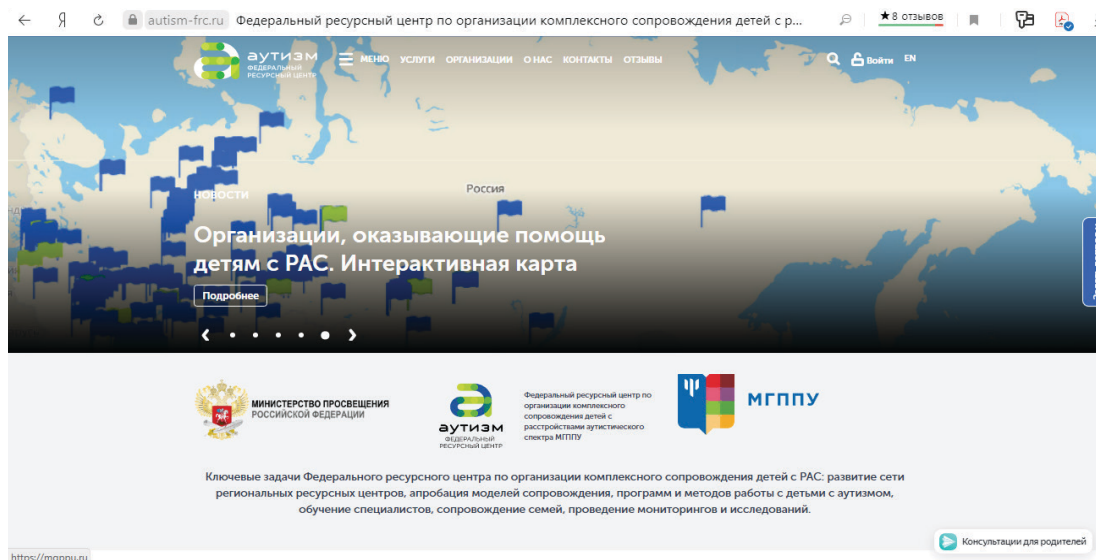 autism-frc.ru Федеральный ресурсный центр по организации комплексного сопровождения детей с р...
★8 отзывов
аутизм
ФЕДЕРАЛЬНЫЙ
РЕСУРСНЫЙ ЦЕНТР
МЕНЮ УСЛУГИ ОРГАНИЗАЦИИ О НАС КОНТАКТЫ ОТЗЫВЫ
Войти EN
Россия
НОВОСТИ
Организации, оказывающие помощь
детям с РАС. Интерактивная карта
Подробнее
МИНИСТЕРСТВО ПРОСВЕЩЕНИЯ
РОССИЙСКОЙ ФЕДЕРАЦИИ
аутизм
ФЕДЕРАЛЬНЫЙ
РЕСУРСНЫЙ ЦЕНТР
Федеральный ресурсный центр по
организации комплексного
сопровождения детей с
расстройствами аутистического
спектра МГППУ
МГППУ
Ключевые задачи Федерального ресурсного центра по организации комплексного сопровождения детей с РАС: развитие сети
региональных ресурсных центров, апробация моделей сопровождения, программ и методов работы с детьми с аутизмом,
обучение специалистов, сопровождение семей, проведение мониторингов и исследований.
Консультации для родителей
https://mgppu.ru